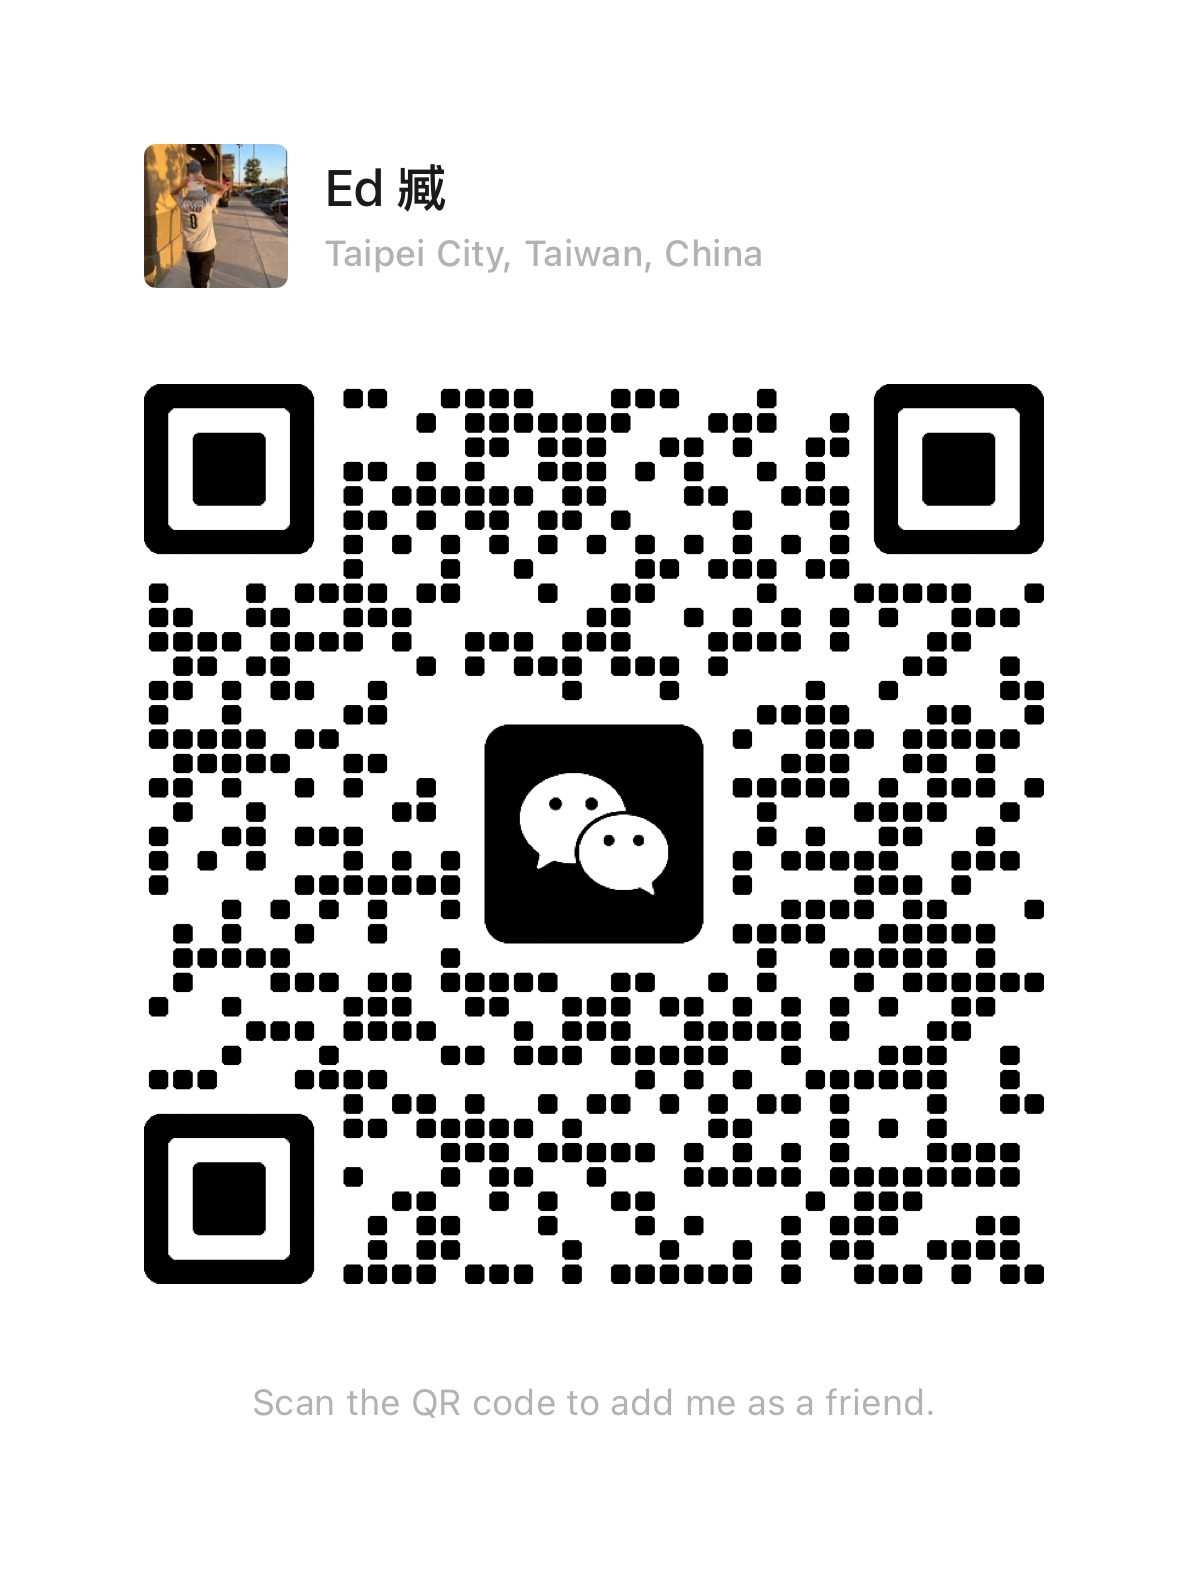 Ed 臧
Taipei City, Taiwan, China
Scan the QR code to add me as a friend.